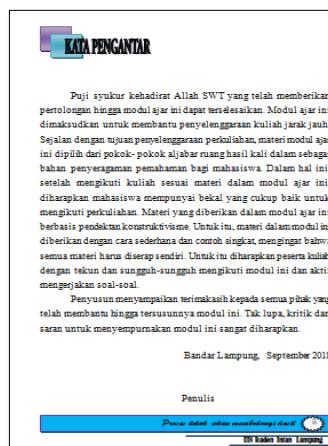 KATA PENGANTAR
Puji syukur kehadirat Allah SWT yang telah memberikan
pertolongan hingga modul ajar ini dapat terselesaikan. Modul ajar ini
dimaksudkan untuk membantu penyelenggaraan kuliah jarak jauh.
Sejalan dengan tujuan penyelenggaraan perkuliahan, materi modul ajar
ini dipilih dari pokok- pokok aljabar ruang hasil kali dalam sebagai
bahan penyeragaman pemahaman bagi mahasiswa. Dalam hal ini
setelah mengikuti kuliah sesuai materi dalam modul ajar ini,
diharapkan mahasiswa mempunyai bekal yang cukup baik untuk
mengikuti perkuliahan. Materi yang diberikan dalam modul ajar ini
berbasis pendektan konstruktivisme. Untuk itu, materi dalam modul ini
diberikan dengan cara sederhana dan contoh singkat, mengingat bahwa
semua materi harus diserap sendiri. Untuk itu diharapkan peserta kuliah
dengan tekun dan sungguh-sungguh mengikuti modul ini dan aktif
mengerjakan soal-soal.
Penyusun menyampaikan terimakasih kepada semua pihak yang
telah membantu hingga tersusunnya modul ini. Tak lupa, kritik dan
saran untuk menyempurnakan modul ini sangat diharapkan.
Bandar Lampung, September 2018
Penulis
Proses tidak akan membohongi hasil
UIN Raden Intan Lampung